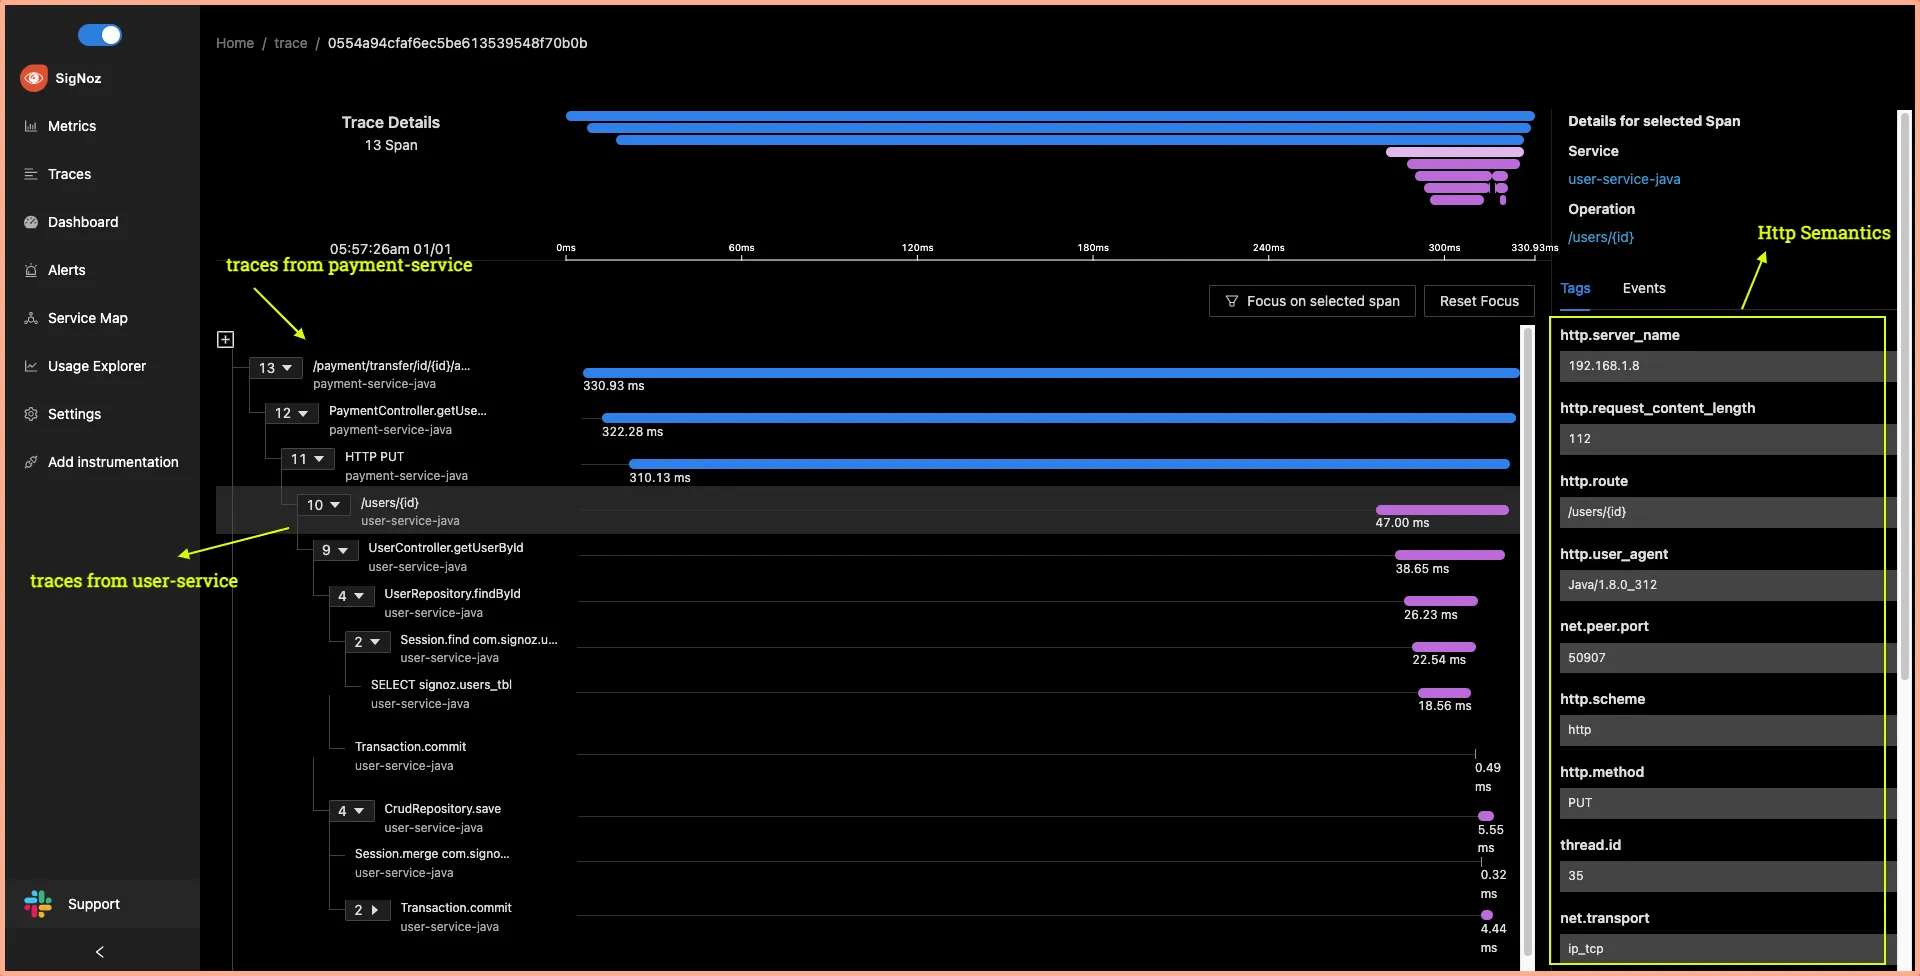 SigNoz
Metrics
Traces
Dashboard
Alerts
Service Map
Usage Explorer
Settings
Add instrumentation
Support
Home / trace / 0554a94cfaf6ec5be613539548f70b0b
Trace Details
13 Span
05:57:26am 01/01
0ms 60ms 120ms 180ms 240ms 300ms 330.93ms
traces from payment-service
Focus on selected span
Reset Focus
13 /payment/transfer/id/{id}/a...
payment-service-java
330.93 ms
12 PaymentController.getUse...
payment-service-java
322.28 ms
11 HTTP PUT
payment-service-java
310.13 ms
10 /users/{id}
user-service-java
47.00 ms
traces from user-service
9 UserController.getUserById
user-service-java
38.65 ms
4 UserRepository.findById
user-service-java
26.23 ms
2 Session.find com.signoz.u...
user-service-java
22.54 ms
SELECT signoz.users_tbl
user-service-java
18.56 ms
Transaction.commit
user-service-java
0.49
ms
4 CrudRepository.save
user-service-java
5.55
ms
Session.merge com.signo...
user-service-java
0.32
ms
2 Transaction.commit
user-service-java
4.44
ms
Details for selected Span
Service
user-service-java
Operation
/users/{id}
Http Semantics
Tags Events
http.server_name
192.168.1.8
http.request_content_length
112
http.route
/users/{id}
http.user_agent
Java/1.8.0_312
net.peer.port
50907
http.scheme
http
http.method
PUT
thread.id
35
net.transport
ip_tcp